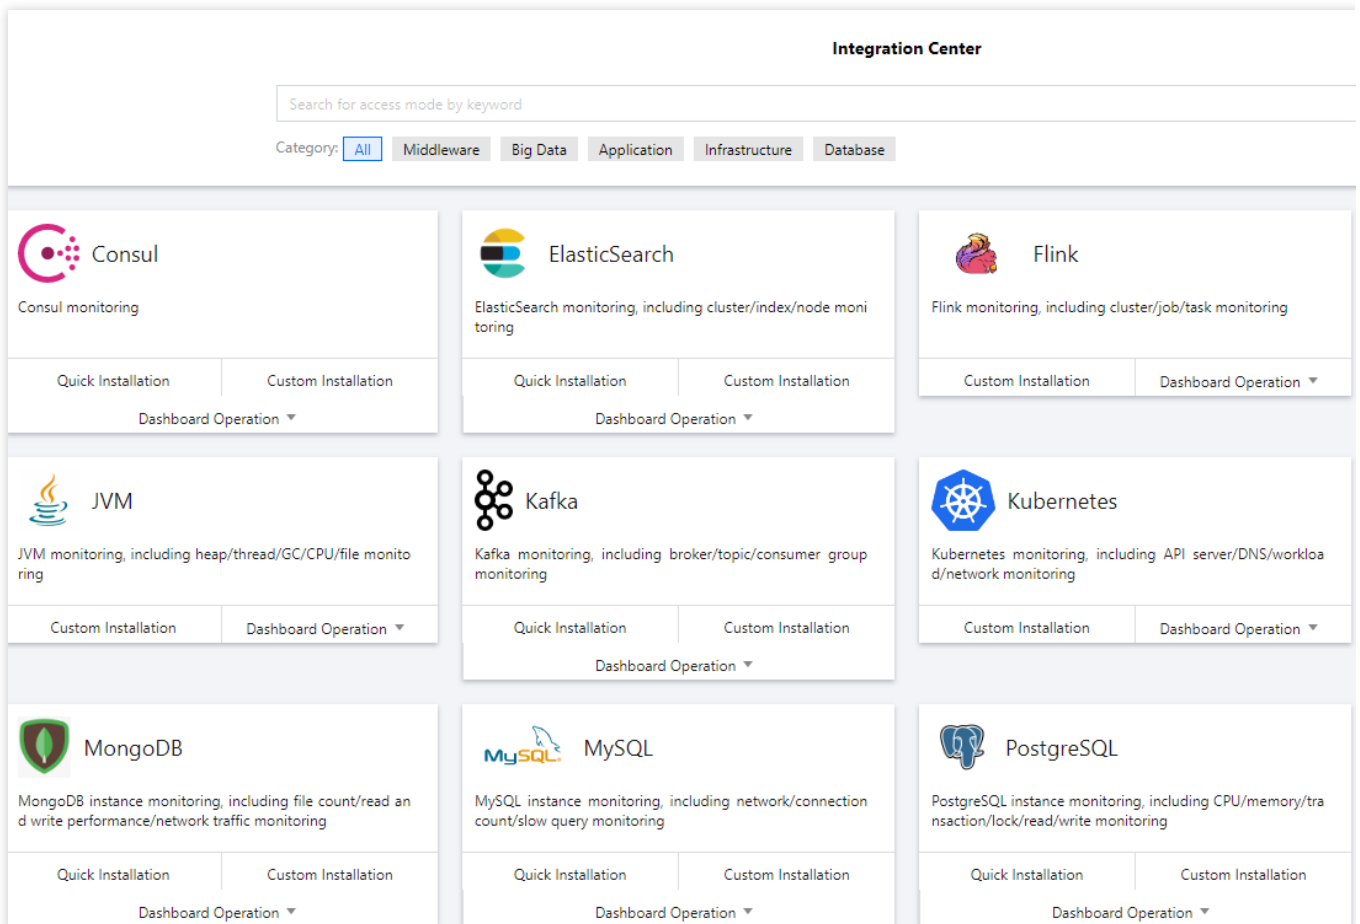 Integration Center
Search for access mode by keyword
Category: All Middleware Big Data Application Infrastructure Database
Consul
Consul monitoring
Quick Installation Custom Installation
Dashboard Operation
ElasticSearch
ElasticSearch monitoring, including cluster/index/node moni
toring
Quick Installation Custom Installation
Dashboard Operation
Flink
Flink monitoring, including cluster/job/task monitoring
Custom Installation Dashboard Operation
JVM
JVM monitoring, including heap/thread/GC/CPU/file monito
ring
Custom Installation Dashboard Operation
Kafka
Kafka monitoring, including broker/topic/consumer group
monitoring
Quick Installation Custom Installation
Dashboard Operation
Kubernetes
Kubernetes monitoring, including API server/DNS/workloa
d/network monitoring
Custom Installation Dashboard Operation
MongoDB
MongoDB instance monitoring, including file count/read an
d write performance/network traffic monitoring
Quick Installation Custom Installation
Dashboard Operation
MySQL MySQL
MySQL instance monitoring, including network/connection
count/slow query monitoring
Quick Installation Custom Installation
Dashboard Operation
PostgreSQL
PostgreSQL instance monitoring, including CPU/memory/tra
nsaction/lock/read/write monitoring
Quick Installation Custom Installation
Dashboard Operation